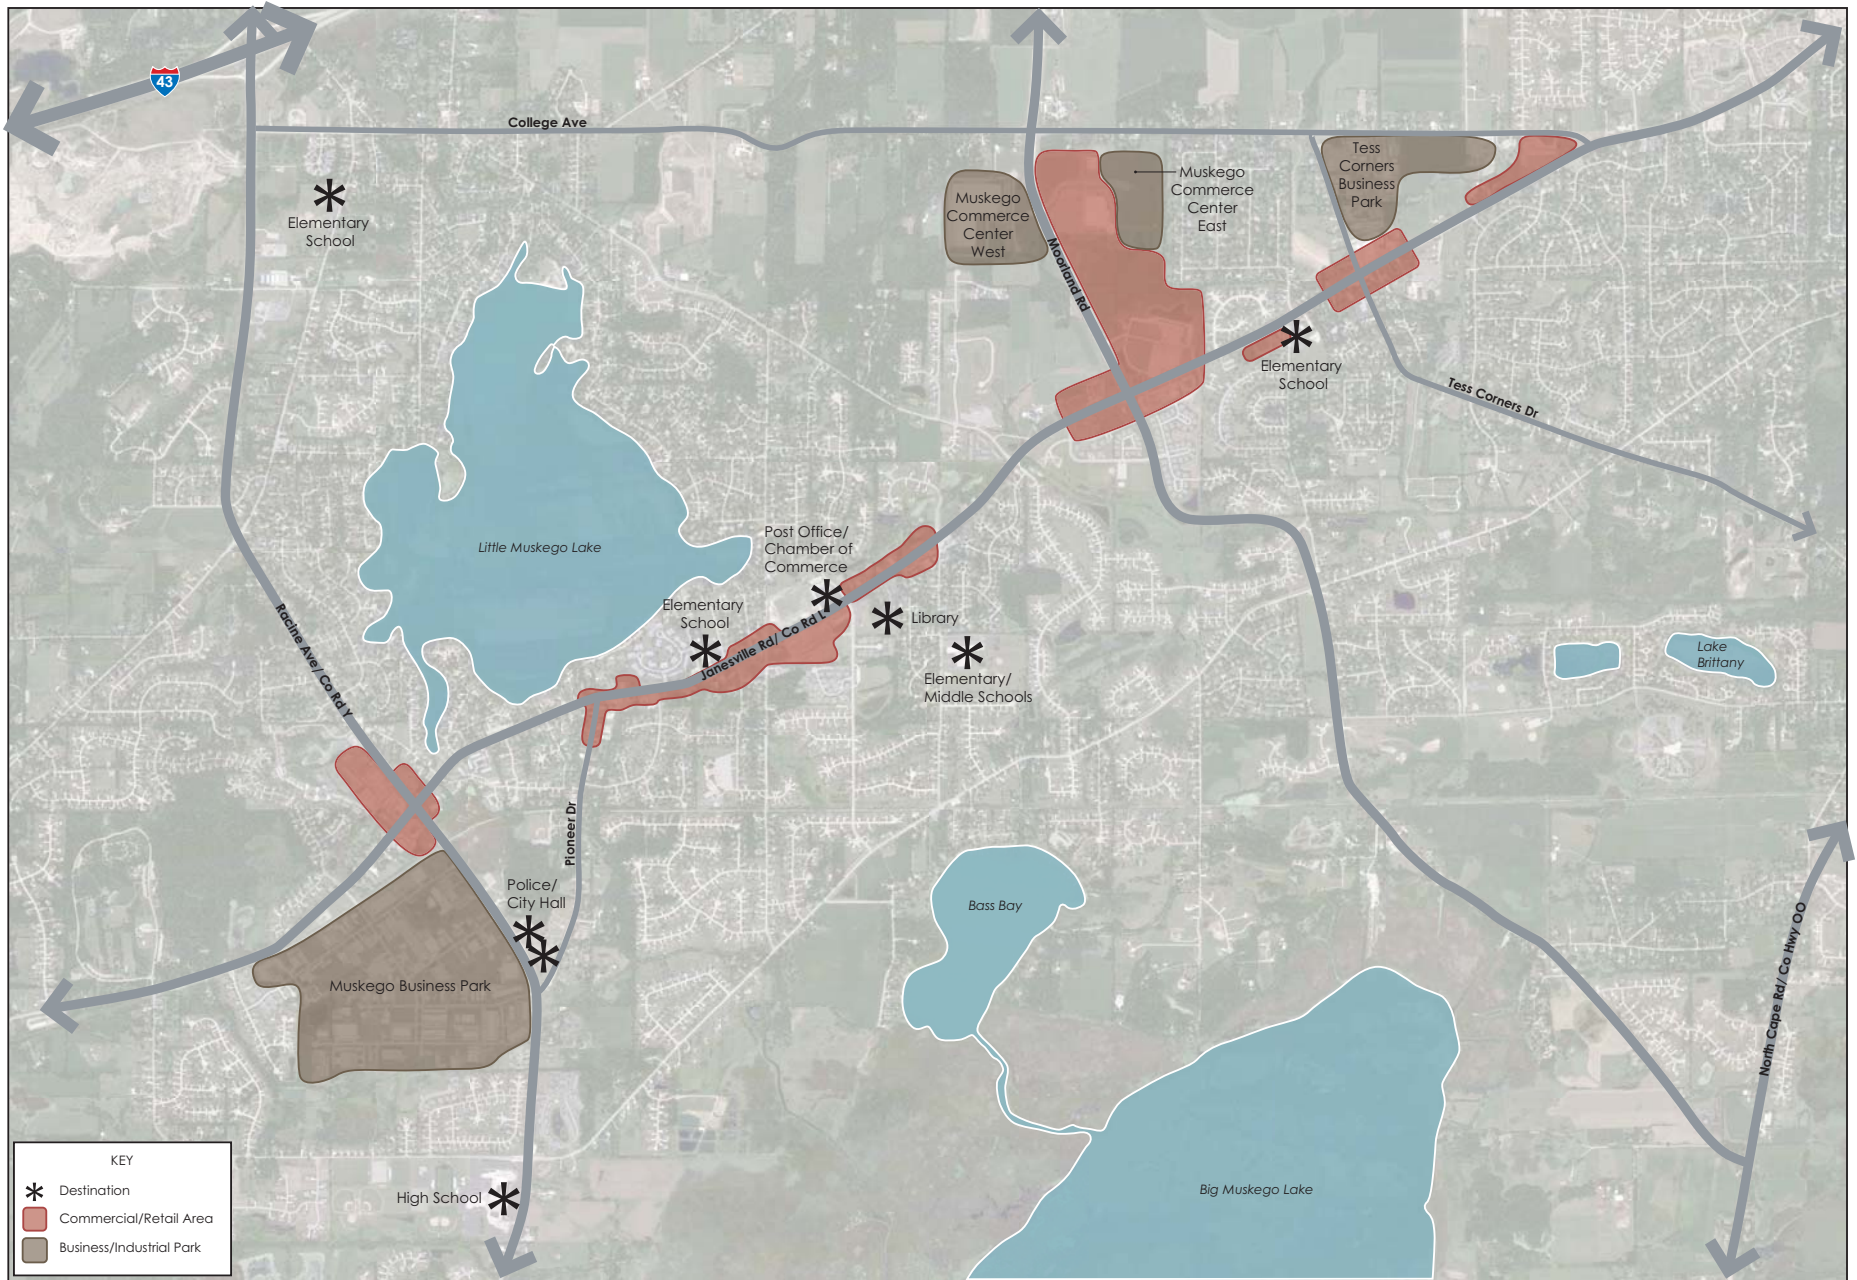 43
College Ave
Elementary
School
Muskego
Commerce
Center
West
Muskego
Commerce
Center
East
Tess
Corners
Business
Park
Moorland Rd
Elementary
School
Tess Corners Dr
Little Muskego Lake
Post Office/
Chamber of
Commerce
Elementary
School
Library
Janesville Rd/ Co Rd L
Elementary/
Middle Schools
Lake
Brittany
Racine Ave/ Co Rd Y
Pioneer Dr
Police/
City Hall
Bass Bay
Muskego Business Park
North Cape Rd/ Co Hwy OO
High School
Big Muskego Lake
KEY
Destination
Commercial/Retail Area
Business/Industrial Park